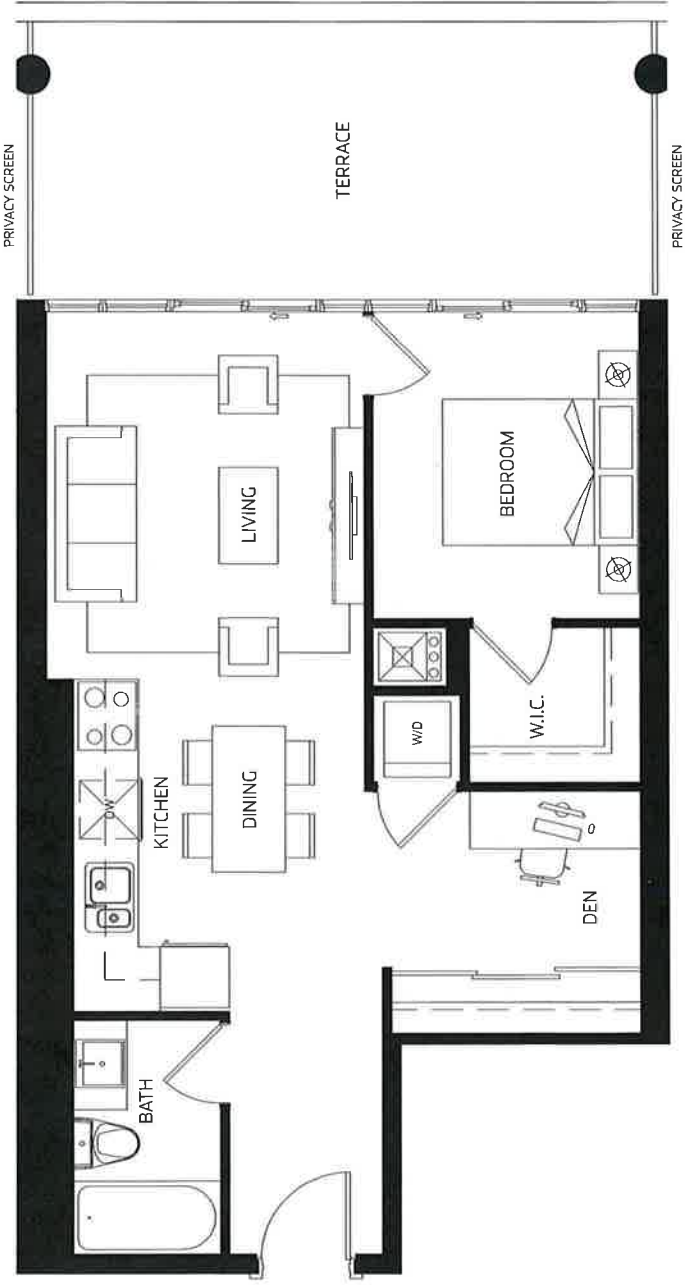 PRIVACY SCREEN
TERRACE
PRIVACY SCREEN
LIVING
BEDROOM
W/D
W.I.C.
DW
KITCHEN
DINING
DEN
BATH